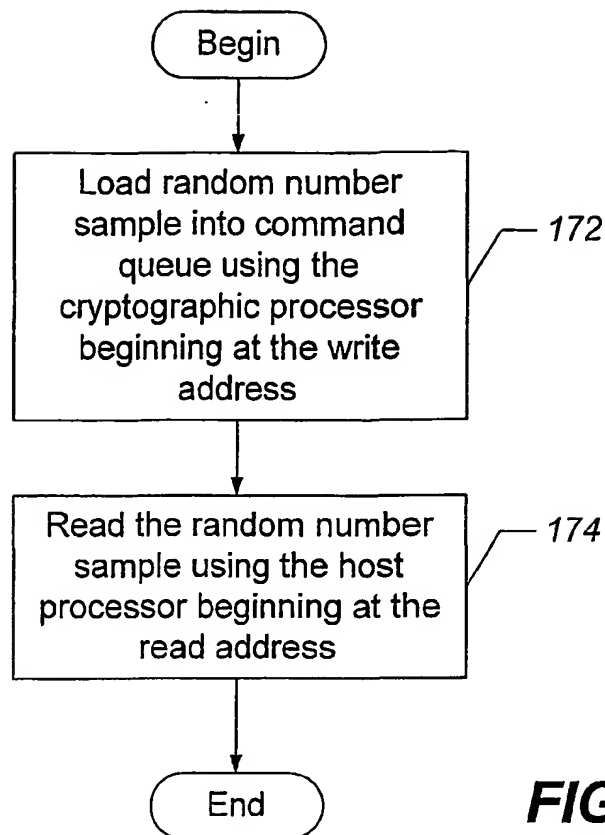 Begin
Load random number
sample into command
queue using the
cryptographic processor
beginning at the write
address
172
Read the random number
sample using the host
processor beginning at the
read address
174
End
FIG